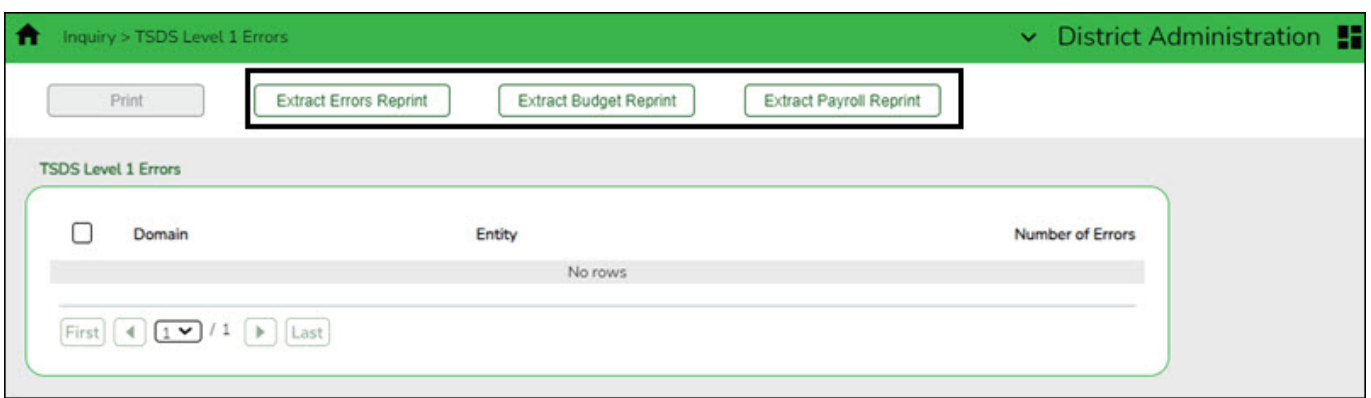 Inquiry > TSDS Level 1 Errors
District Administration
Print
Extract Errors Reprint
Extract Budget Reprint
Extract Payroll Reprint
TSDS Level 1 Errors
Domain Entity Number of Errors
No rows
First 1 / 1 Last